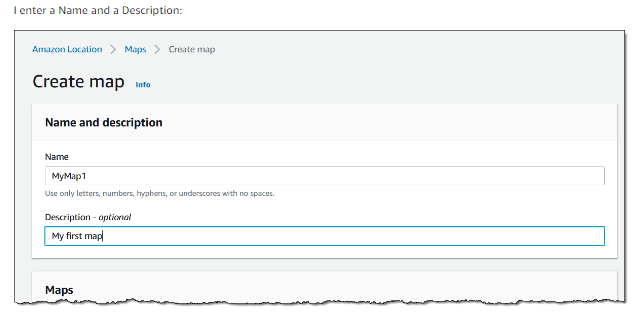 I enter a Name and a Description:
Amazon Location > Maps > Create map
Create map Info
Name and description
Name
MyMap1
Use only letters, numbers, hyphens, or underscores with no spaces.
Description - optional
My first map
Maps